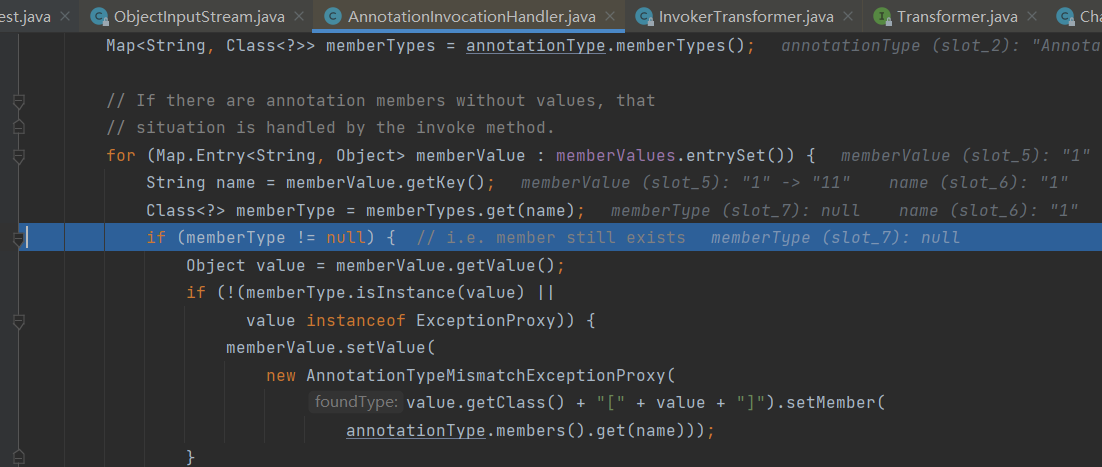 est.java × ObjectInputStream.java × AnnotationInvocationHandler.java × InvokerTransformer.java × Transformer.java × Cha
Map<String, Class<?>> memberTypes = annotationType.memberTypes(); annotationType (slot_2): "Annota
// If there are annotation members without values, that
// situation is handled by the invoke method.
for (Map.Entry<String, Object> memberValue : memberValues.entrySet()) { memberValue (slot_5): "1"
String name = memberValue.getKey(); memberValue (slot_5): "1" -> "11" name (slot_6): "1"
Class<?> memberType = memberTypes.get(name); memberType (slot_7): null name (slot_6): "1"
if (memberType != null) { // i.e. member still exists memberType (slot_7): null
Object value = memberValue.getValue();
if (!(memberType.isInstance(value) ||
value instanceof ExceptionProxy)) {
memberValue.setValue(
new AnnotationTypeMismatchExceptionProxy(
foundType: value.getClass() + "[" + value + "]").setMember(
annotationType.members().get(name)));
}